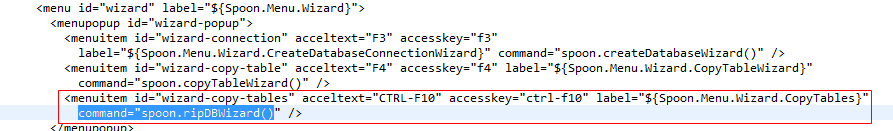 <menu id="wizard" label="${Spoon.Menu.Wizard}">
<menupopup id="wizard-popup">
<menuitem id="wizard-connection" acceltext="F3" accesskey="f3"
label="${Spoon.Menu.Wizard.CreateDatabaseConnectionWizard}" command="spoon.createDatabaseWizard()" />
<menuitem id="wizard-copy-table" acceltext="F4" accesskey="f4" label="${Spoon.Menu.Wizard.CopyTableWizard}"
command="spoon.copyTableWizard()" />
<menuitem id="wizard-copy-tables" acceltext="CTRL-F10" accesskey="ctrl-f10" label="${Spoon.Menu.Wizard.CopyTables}"
command="spoon.ripDBWizard()" />
</menupopup>